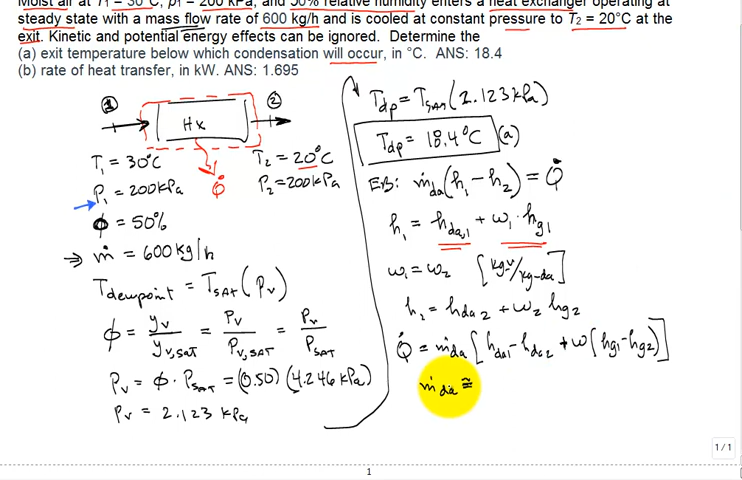 Moist air at T1 = 30°C, p1 = 200 kPa, and 50% relative humidity enters a heat exchanger operating at
steady state with a mass flow rate of 600 kg/h and is cooled at constant pressure to T2 = 20°C at the
exit. Kinetic and potential energy effects can be ignored. Determine the
(a) exit temperature below which condensation will occur, in °C. ANS: 18.4
(b) rate of heat transfer, in kW. ANS: 1.695
① ②
Hx
T₁ = 30°C
T₂ = 20°C
Q̇
P₁ = 200kPa
P₂ = 200kPa
ϕ = 50%
⇒ ṁ = 600kg/h
Tdewpoint = TSAT(Pv)
ϕ = yv/yv,SAT = Pv/Pv,SAT = Pv/PSAT
Pv = ϕ · PSAT = (0.50)(4.246 kPa)
Pv = 2.123 kPa
Tdp = TSAT(2.123kPa)
Tdp = 18.4°C (a)
EB: ṁda(h₁ - h₂) = Q̇
h₁ = hda,1 + ω₁ · hg1
ω₁ = ω₂ [kgv/kg-da]
h₂ = hda2 + ω₂ hg2
Q̇ = ṁda[hda1 - hda2 + ω(hg1 - hg2)]
ṁda ≅
1/1
1